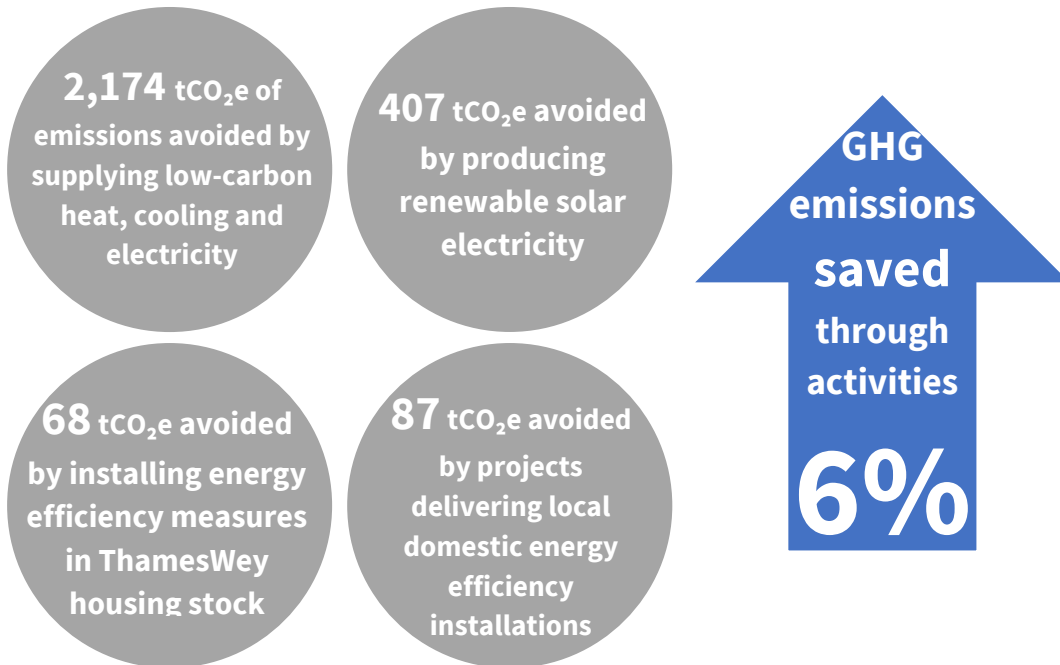 2,174 tCO₂e of
emissions avoided by
supplying low-carbon
heat, cooling and
electricity
407 tCO₂e avoided
by producing
renewable solar
electricity
68 tCO₂e avoided
by installing energy
efficiency measures
in ThamesWey
housing stock
87 tCO₂e avoided
by projects
delivering local
domestic energy
efficiency
installations
GHG
emissions
saved
through
activities
6%